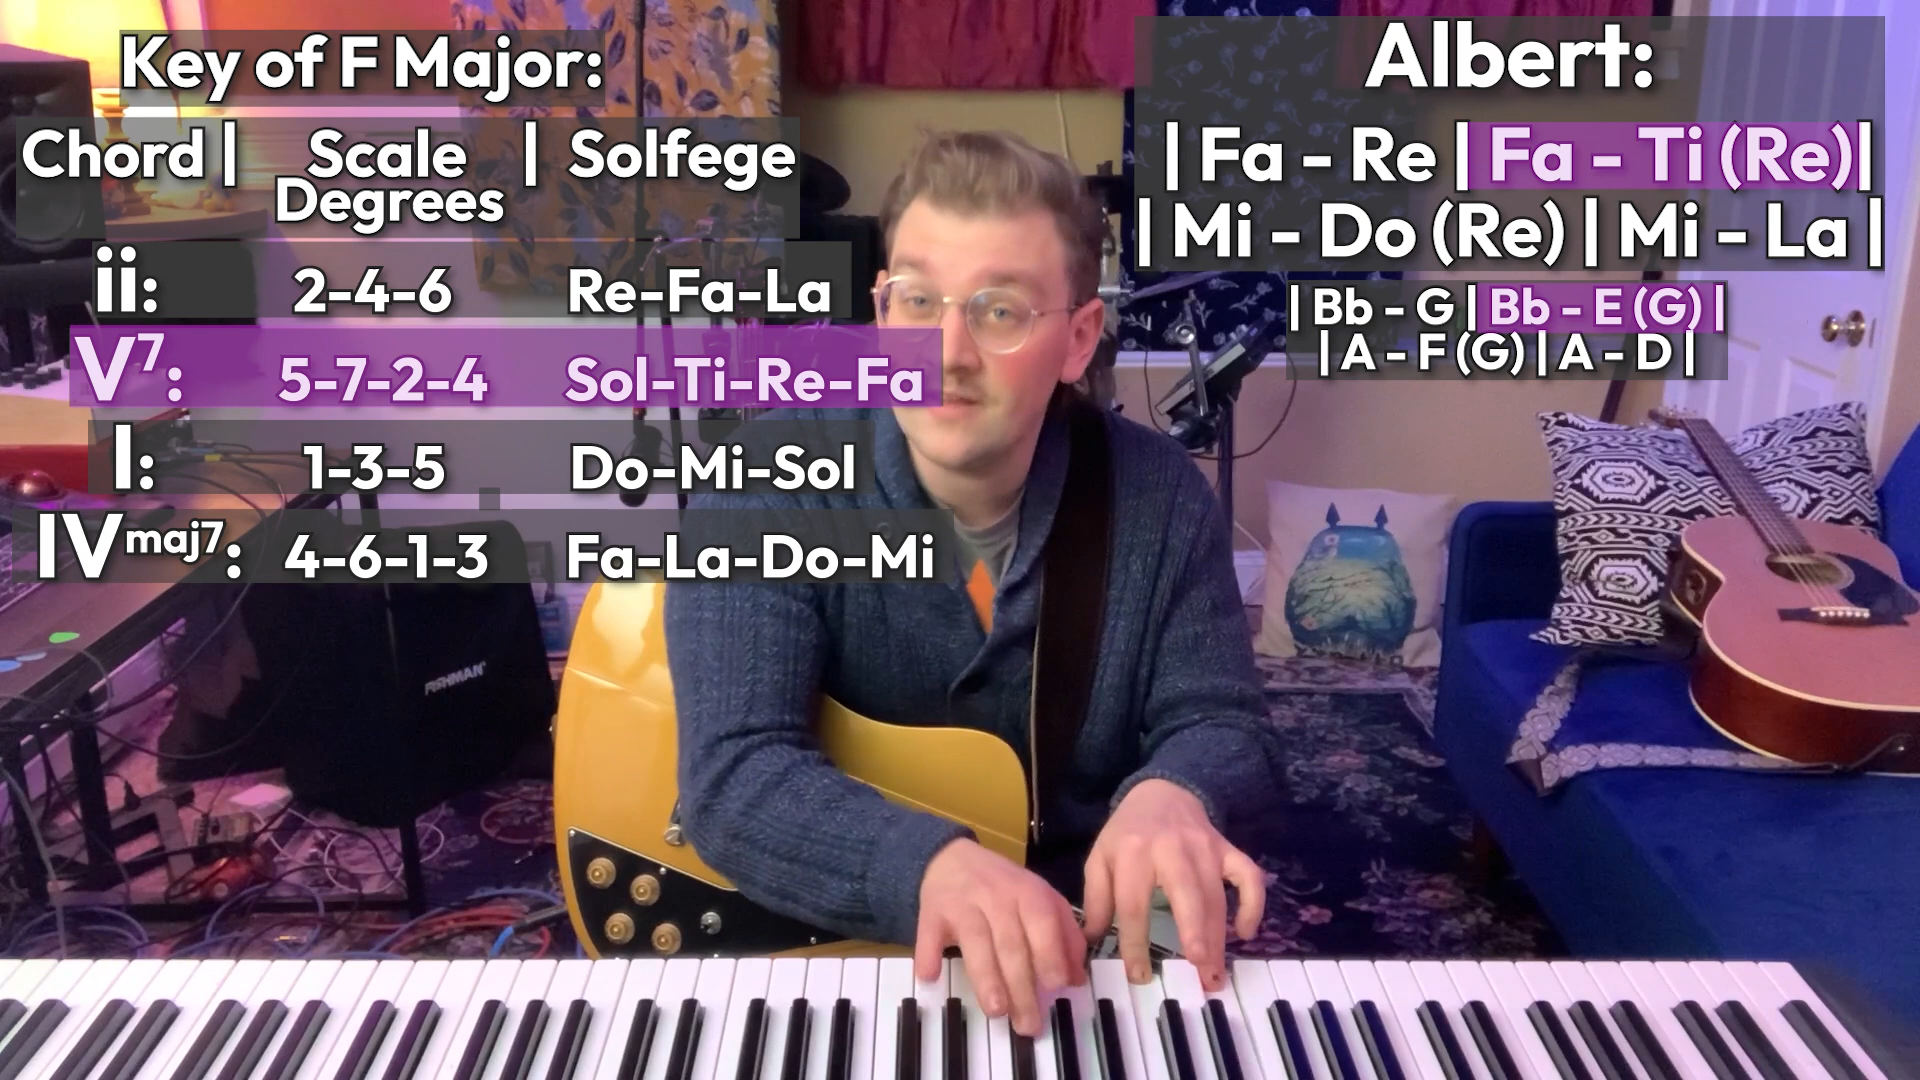 Key of F Major:
Chord | Scale Degrees | Solfege
ii: 2-4-6 Re-Fa-La
V7: 5-7-2-4 Sol-Ti-Re-Fa
I: 1-3-5 Do-Mi-Sol
IVmaj7: 4-6-1-3 Fa-La-Do-Mi
Albert:
| Fa - Re | Fa - Ti (Re)|
| Mi - Do (Re) | Mi - La |
| Bb - G | Bb - E (G) |
| A - F (G) | A - D |
FISHMAN